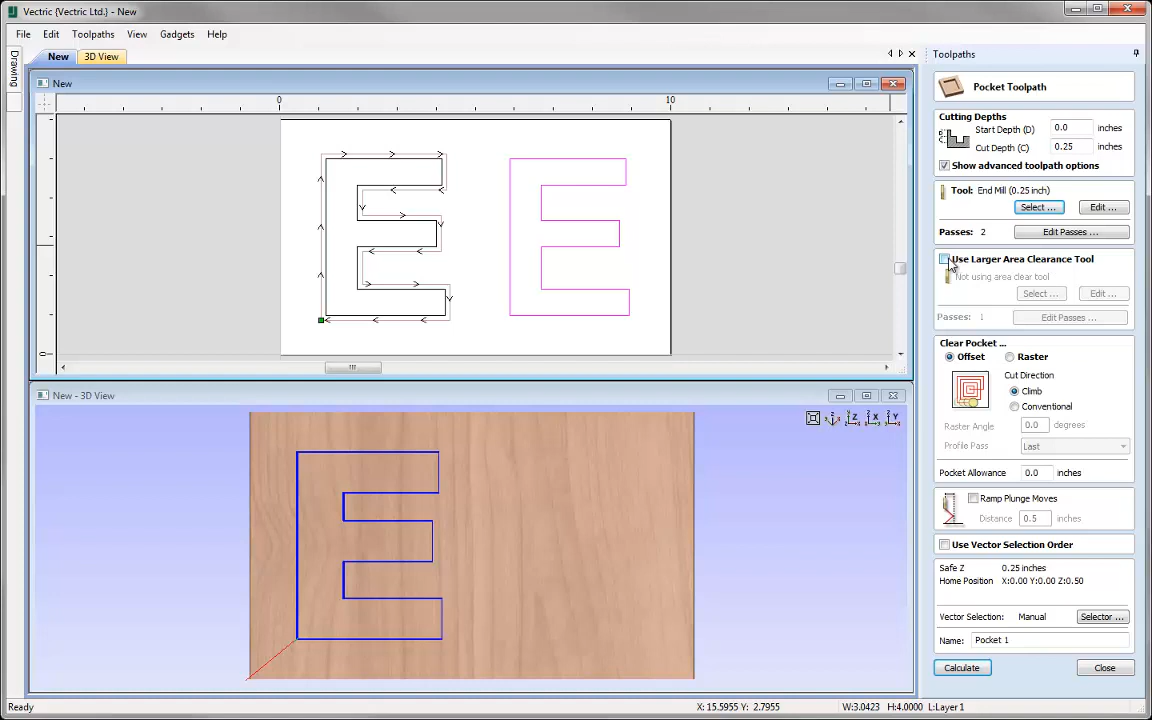 Vectric {Vectric Ltd.} - New
File Edit Toolpaths View Gadgets Help
Drawing
New 3D View
New
0 10
0
New - 3D View
Z X Y
Toolpaths
Pocket Toolpath
Cutting Depths
Start Depth (D) 0.0 inches
Cut Depth (C) 0.25 inches
Show advanced toolpath options
Tool: End Mill (0.25 inch)
Select ... Edit ...
Passes: 2 Edit Passes ...
Use Larger Area Clearance Tool
Not using area clear tool
Select ... Edit ...
Passes: 1 Edit Passes ...
Clear Pocket ...
Offset Raster
Cut Direction
Climb
Conventional
Raster Angle 0.0 degrees
Profile Pass Last
Pocket Allowance 0.0 inches
Ramp Plunge Moves
Distance 0.5 inches
Use Vector Selection Order
Safe Z 0.25 inches
Home Position X:0.00 Y:0.00 Z:0.50
Vector Selection: Manual Selector ...
Name: Pocket 1
Calculate Close
Ready X: 15.5955 Y: 2.7955 W:3.0423 H:4.0000 L:Layer 1